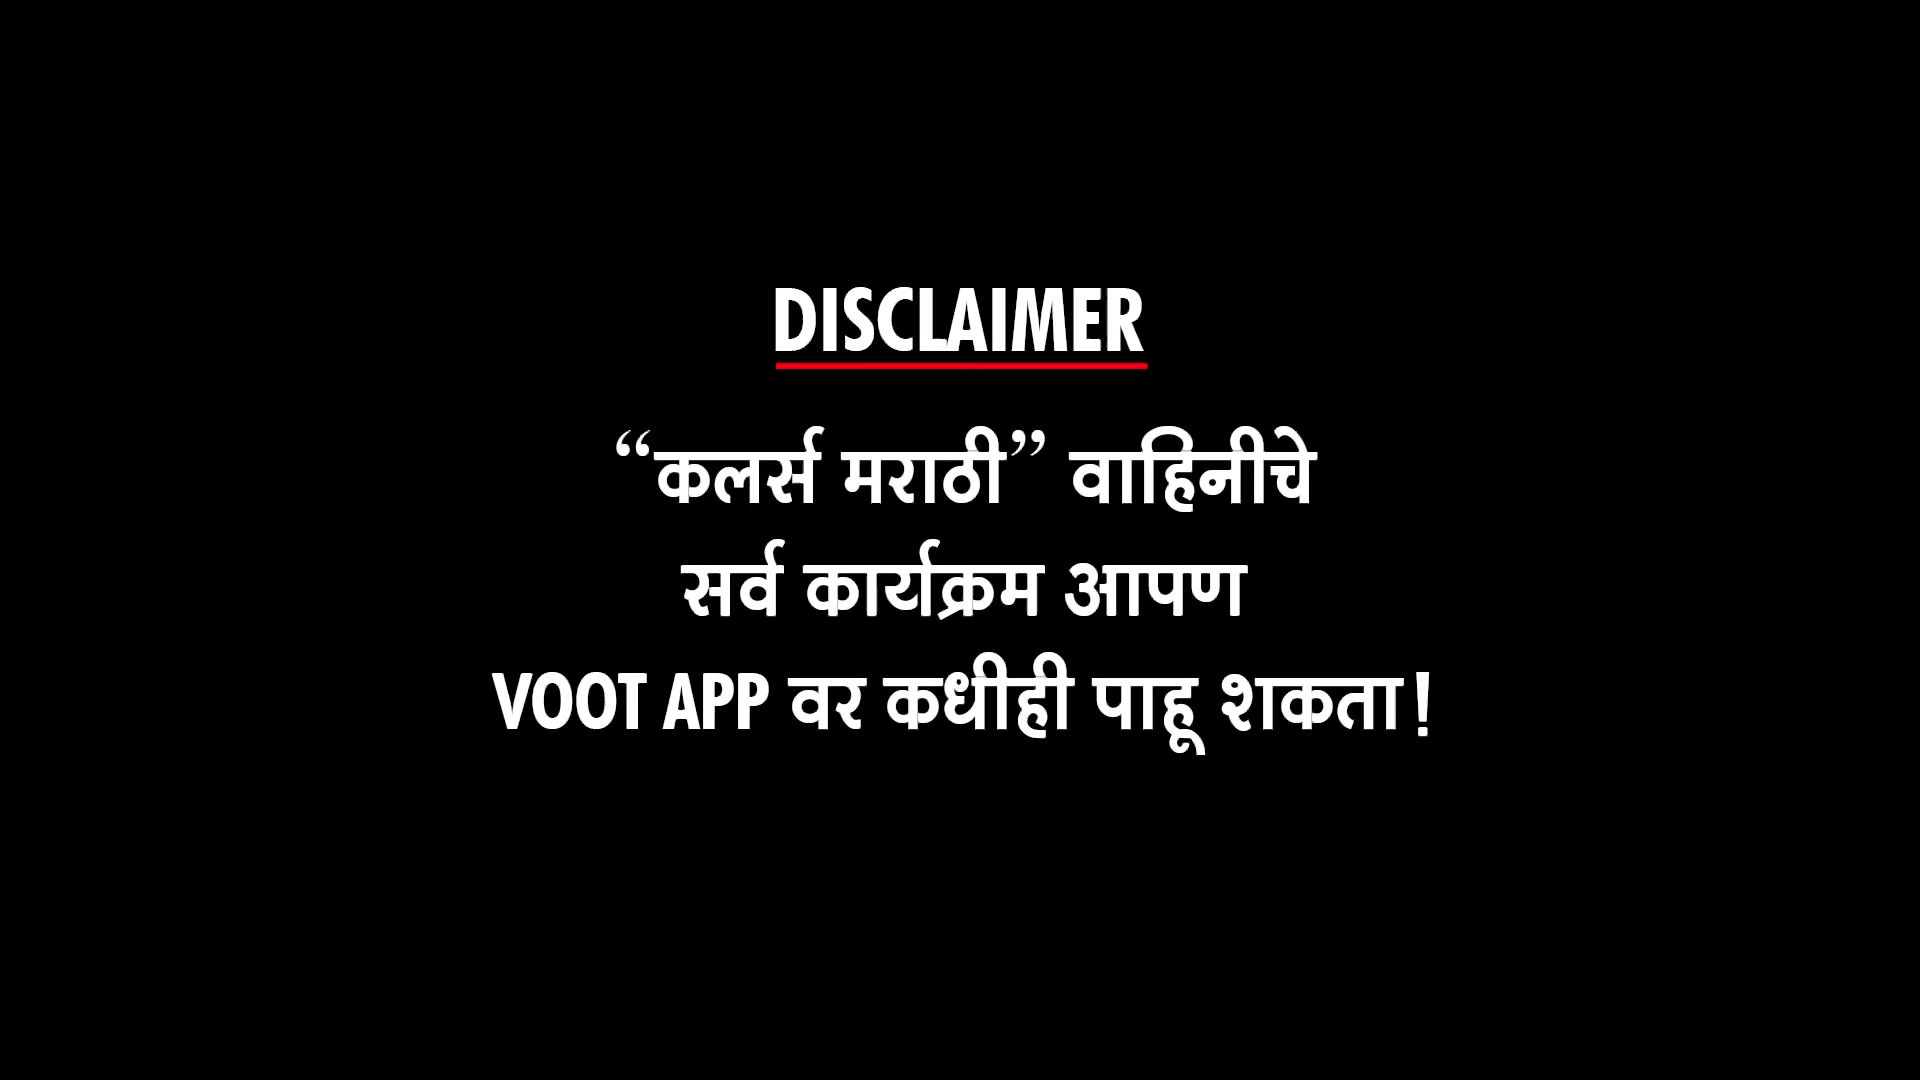 DISCLAIMER
“कलर्स मराठी” वाहिनीचे
सर्व कार्यक्रम आपण
VOOT APP वर कधीही पाहू शकता!